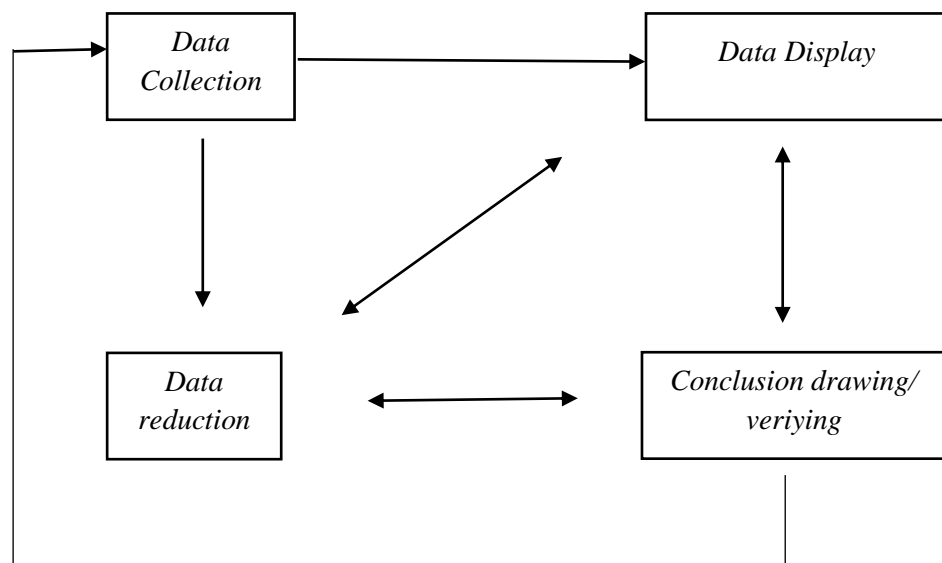 Data
Collection
Data Display
Data
reduction
Conclusion drawing/
veriying